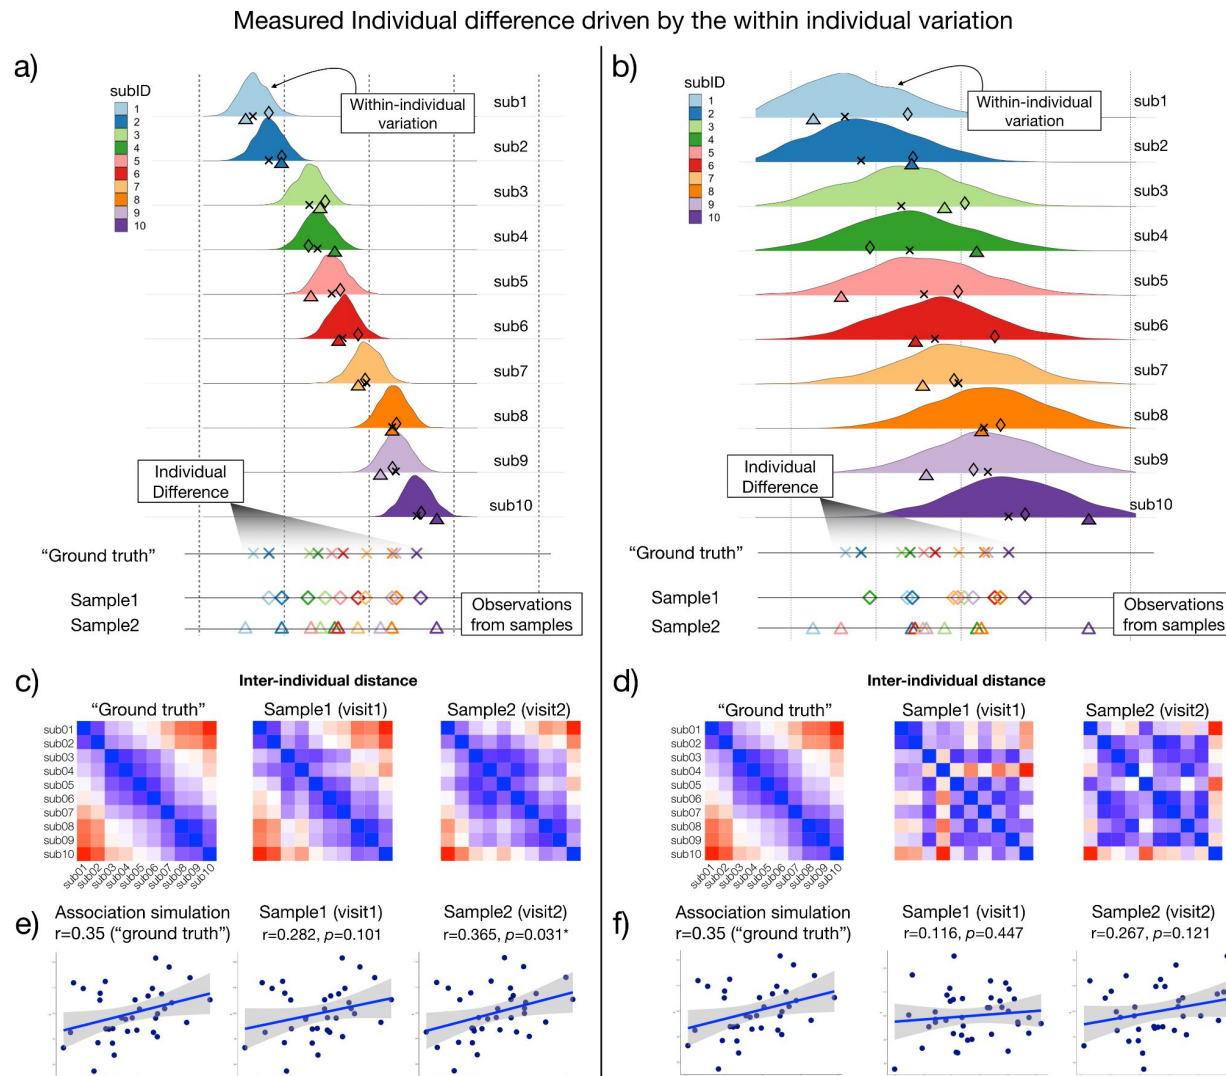 Measured Individual difference driven by the within individual variation
a)
subID
1
2
3
4
5
6
7
8
9
10
Within-individual
variation
sub1
sub2
sub3
sub4
sub5
sub6
sub7
sub8
sub9
sub10
Individual
Difference
“Ground truth”
Sample1
Sample2
Observations
from samples
b)
subID
1
2
3
4
5
6
7
8
9
10
Within-individual
variation
sub1
sub2
sub3
sub4
sub5
sub6
sub7
sub8
sub9
sub10
Individual
Difference
“Ground truth”
Sample1
Sample2
Observations
from samples
c)
Inter-individual distance
“Ground truth”
Sample1 (visit1)
Sample2 (visit2)
sub01
sub02
sub03
sub04
sub05
sub06
sub07
sub08
sub09
sub10
sub01
sub02
sub03
sub04
sub05
sub06
sub07
sub08
sub09
sub10
d)
Inter-individual distance
“Ground truth”
Sample1 (visit1)
Sample2 (visit2)
sub01
sub02
sub03
sub04
sub05
sub06
sub07
sub08
sub09
sub10
sub01
sub02
sub03
sub04
sub05
sub06
sub07
sub08
sub09
sub10
e)
Association simulation
r=0.35 (“ground truth”)
Sample1 (visit1)
r=0.282, p=0.101
Sample2 (visit2)
r=0.365, p=0.031*
f)
Association simulation
r=0.35 (“ground truth”)
Sample1 (visit1)
r=0.116, p=0.447
Sample2 (visit2)
r=0.267, p=0.121